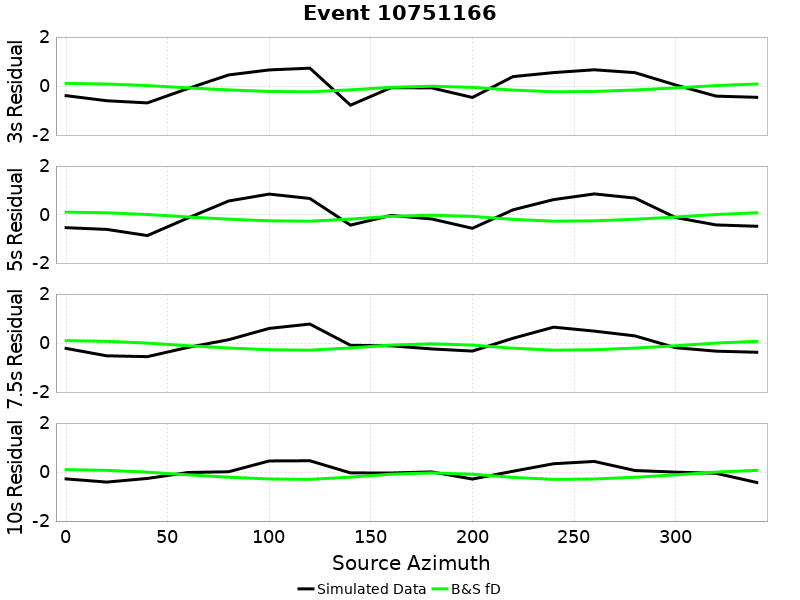 Event 10751166
3s Residual
2
0
-2
5s Residual
2
0
-2
7.5s Residual
2
0
-2
10s Residual
2
0
-2
0 50 100 150 200 250 300
Source Azimuth
Simulated Data B&S fD